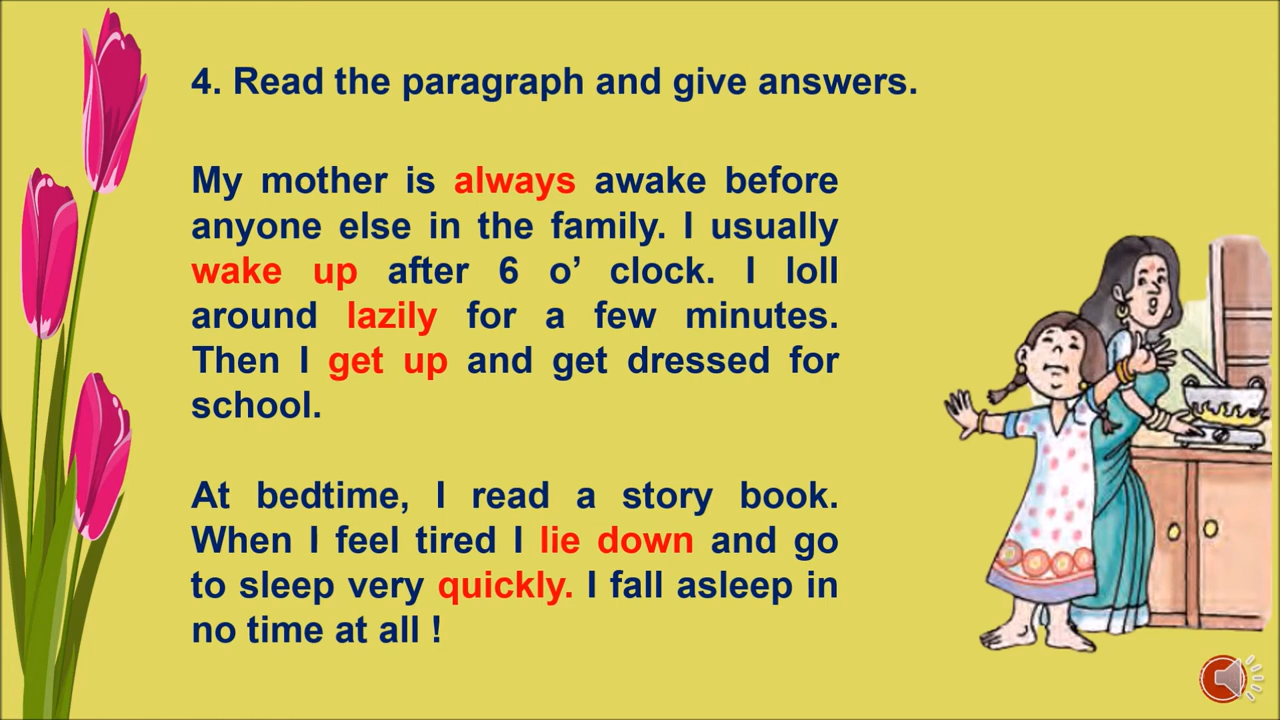 4. Read the paragraph and give answers.
My mother is always awake before
anyone else in the family. I usually
wake up after 6 o’ clock. I loll
around lazily for a few minutes.
Then I get up and get dressed for
school.
At bedtime, I read a story book.
When I feel tired I lie down and go
to sleep very quickly. I fall asleep in
no time at all !